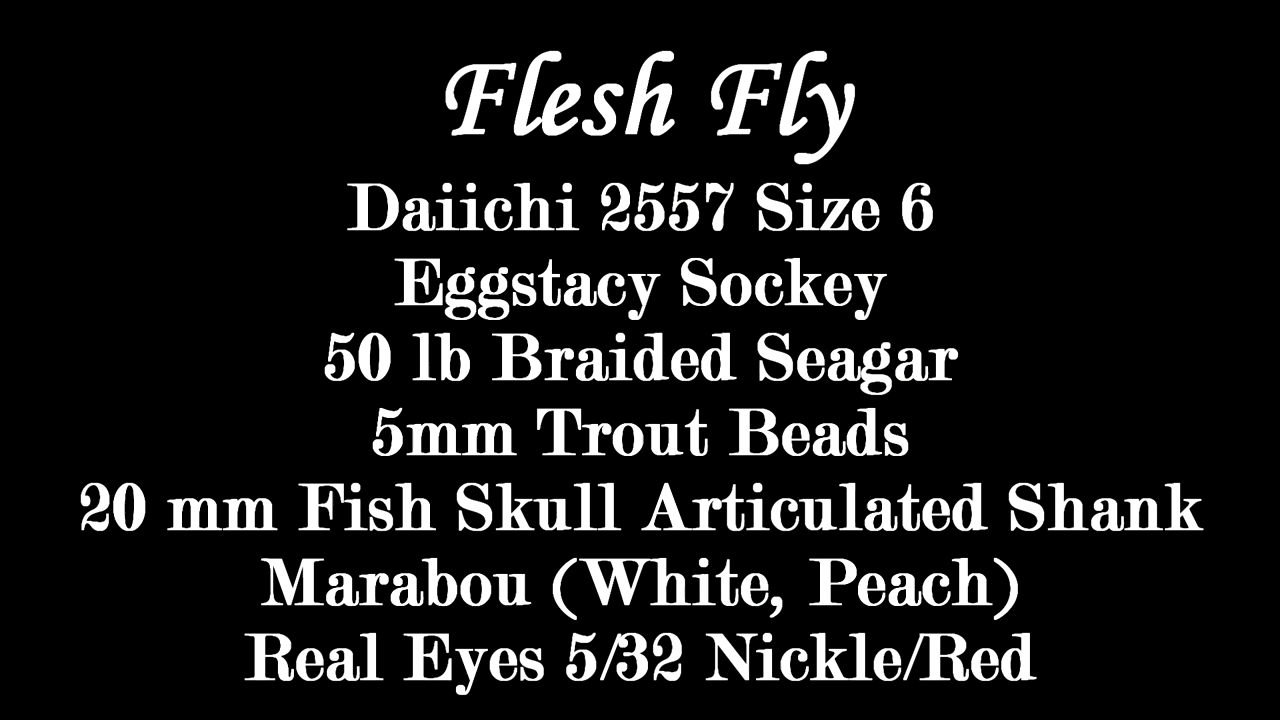 Flesh Fly
Daiichi 2557 Size 6
Eggstacy Sockey
50 lb Braided Seagar
5mm Trout Beads
20 mm Fish Skull Articulated Shank
Marabou (White, Peach)
Real Eyes 5/32 Nickle/Red